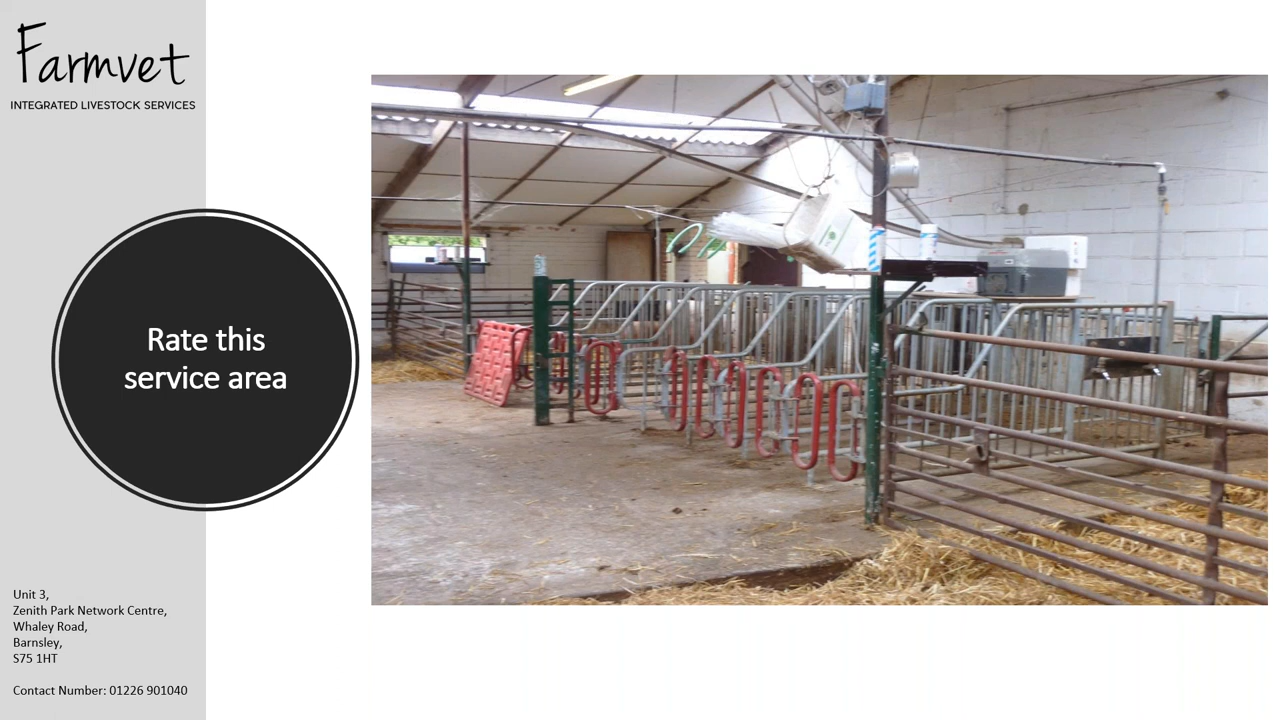 Farmvet
INTEGRATED LIVESTOCK SERVICES
Rate this
service area
Unit 3,
Zenith Park Network Centre,
Whaley Road,
Barnsley,
S75 1HT
Contact Number: 01226 901040